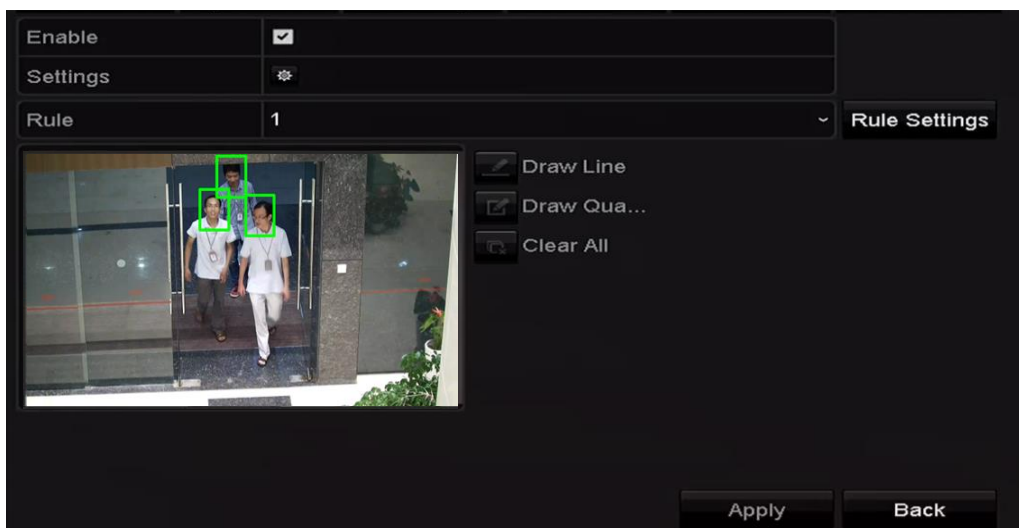 Enable
Settings
Rule 1 Rule Settings
Draw Line
Draw Qua...
Clear All
Apply Back